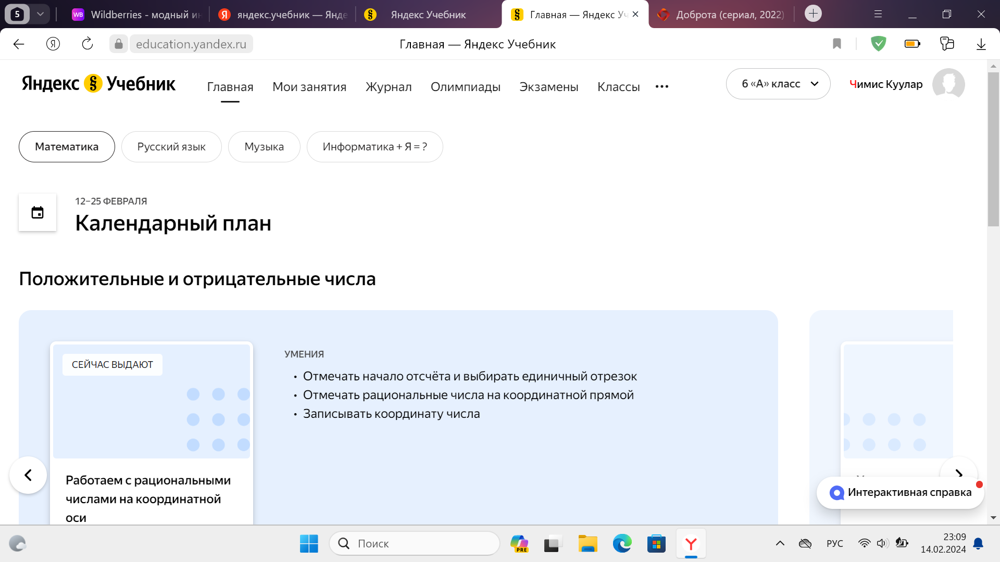 5
WB
Wildberries - модный ин
Я
яндекс.учебник — Янде
Яндекс Учебник
Главная — Яндекс Уч
Доброта (сериал, 2022)
Я
education.yandex.ru
Главная — Яндекс Учебник
Яндекс Учебник
Главная
Мои занятия
Журнал
Олимпиады
Экзамены
Классы
6 «А» класс
Чимис Куулар
Математика
Русский язык
Музыка
Информатика + Я = ?
12–25 ФЕВРАЛЯ
Календарный план
Положительные и отрицательные числа
СЕЙЧАС ВЫДАЮТ
Работаем с рациональными
числами на координатной
оси
УМЕНИЯ
• Отмечать начало отсчёта и выбирать единичный отрезок
• Отмечать рациональные числа на координатной прямой
• Записывать координату числа
Интерактивная справка
Поиск
PRE
РУС
23:09
14.02.2024